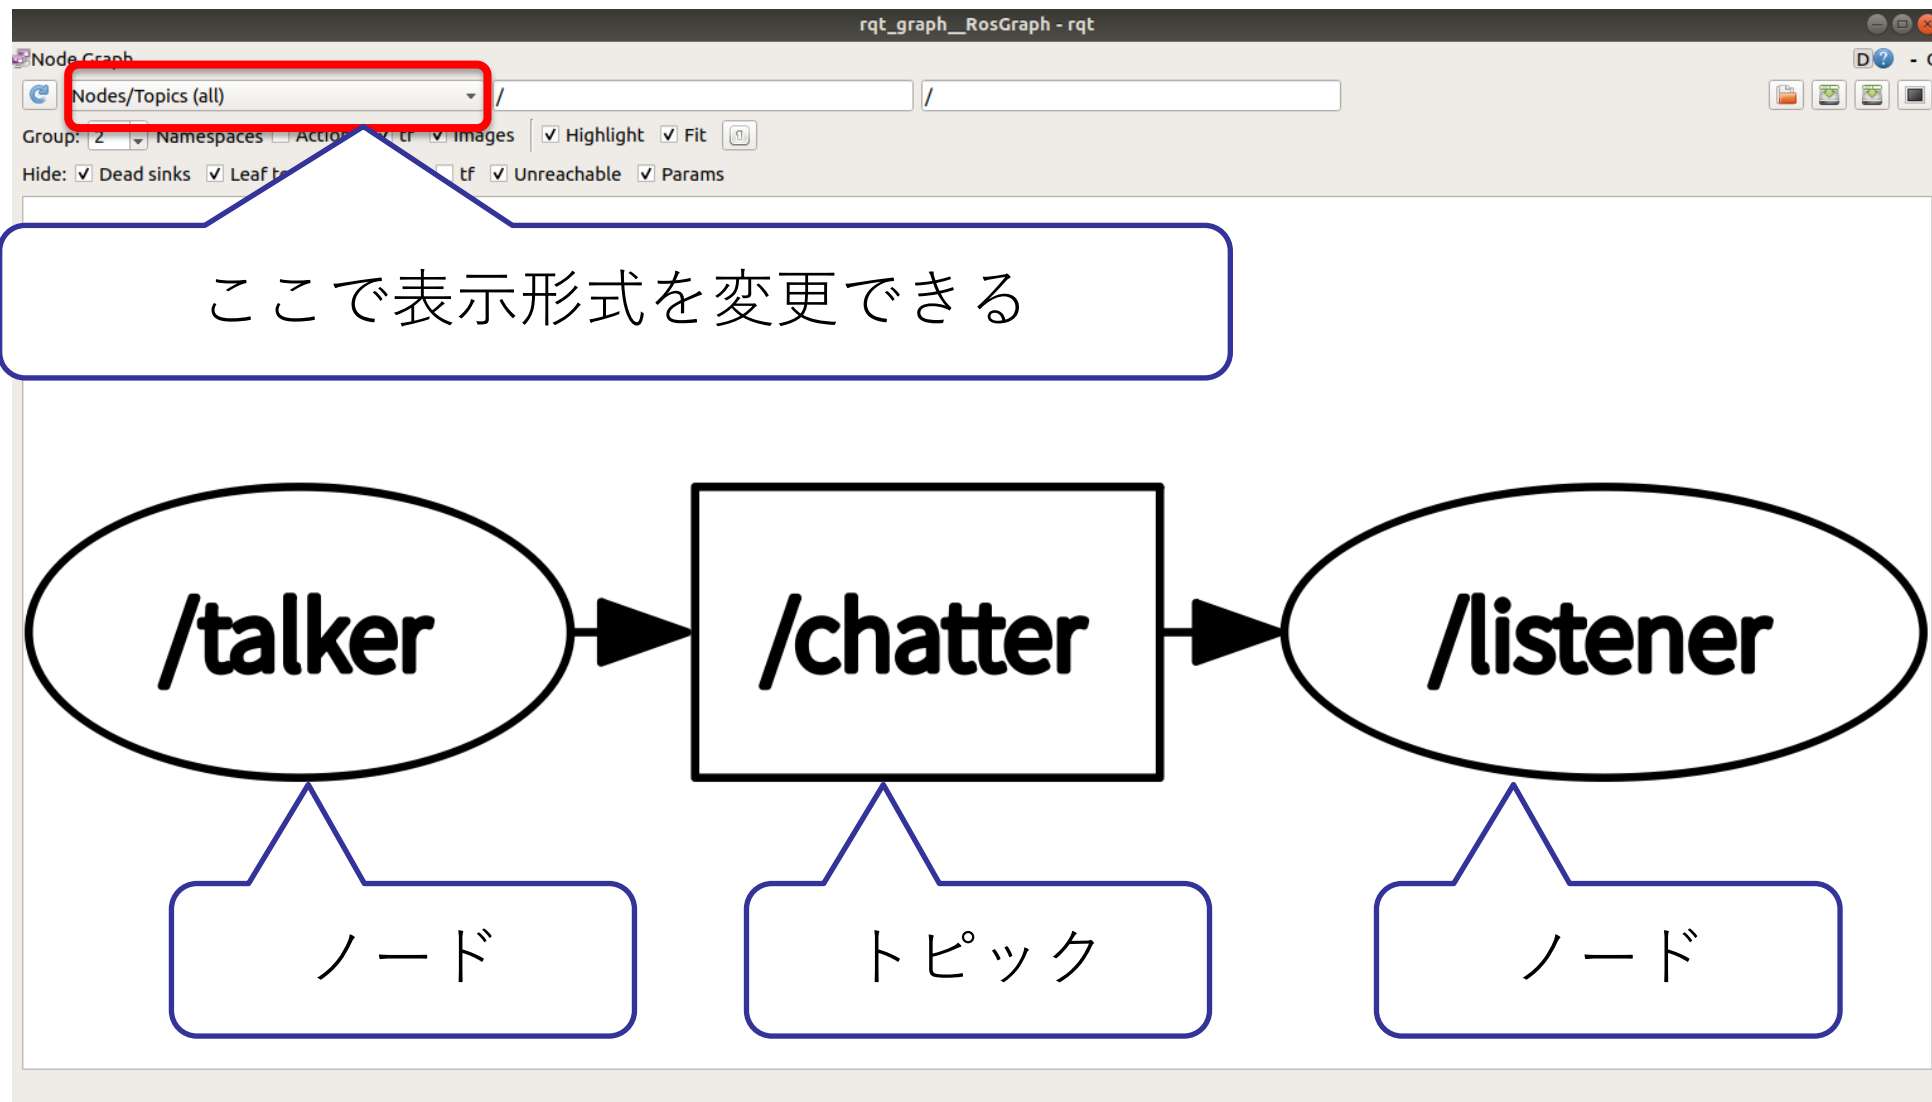 rqt_graph__RosGraph - rqt
Node Graph
D ? -
Nodes/Topics (all) / /
Group: 2 Namespaces tf Images Highlight Fit
Hide: Dead sinks Leaf tf Unreachable Params
ここで表示形式を変更できる
/talker /chatter /listener
ノード トピック ノード